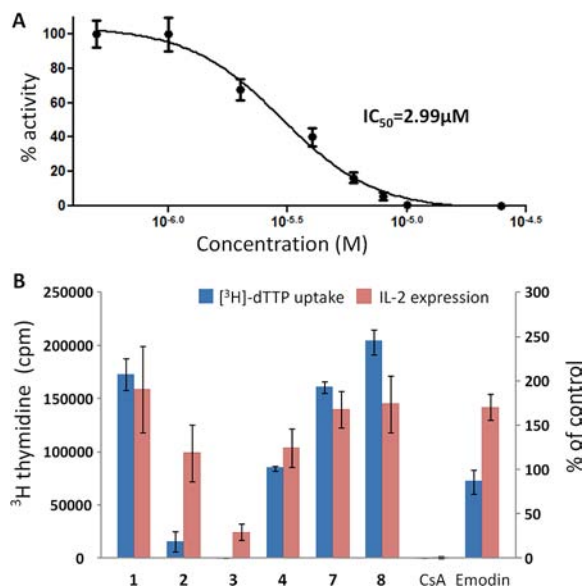 A
% activity
100
80
60
40
20
0
IC50=2.99µM
10-6.0
10-5.5
10-5.0
10-4.5
Concentration (M)
B
[3H]-dTTP uptake
IL-2 expression
3H thymidine (cpm)
250000
200000
150000
100000
50000
0
300
250
200
150
100
50
0
% of control
1 2 3 4 7 8 CsA Emodin